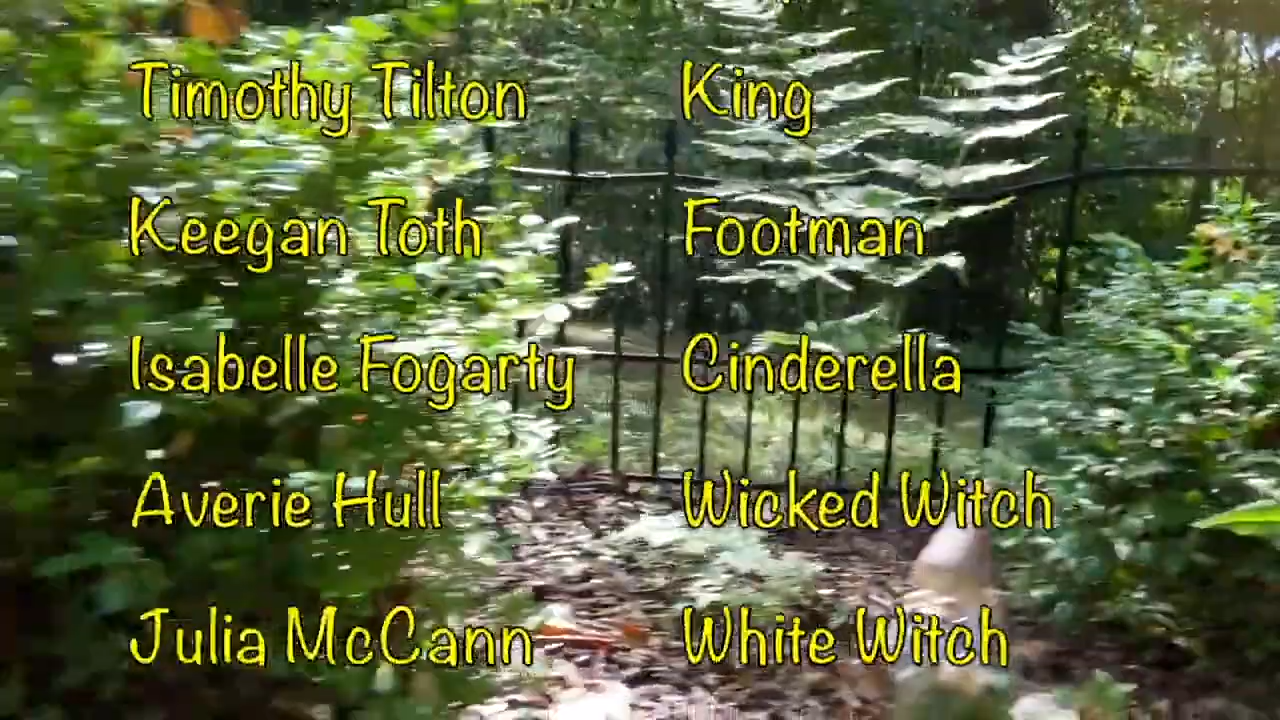 Timothy Tilton King
Keegan Toth Footman
Isabelle Fogarty Cinderella
Averie Hull Wicked Witch
Julia McCann White Witch